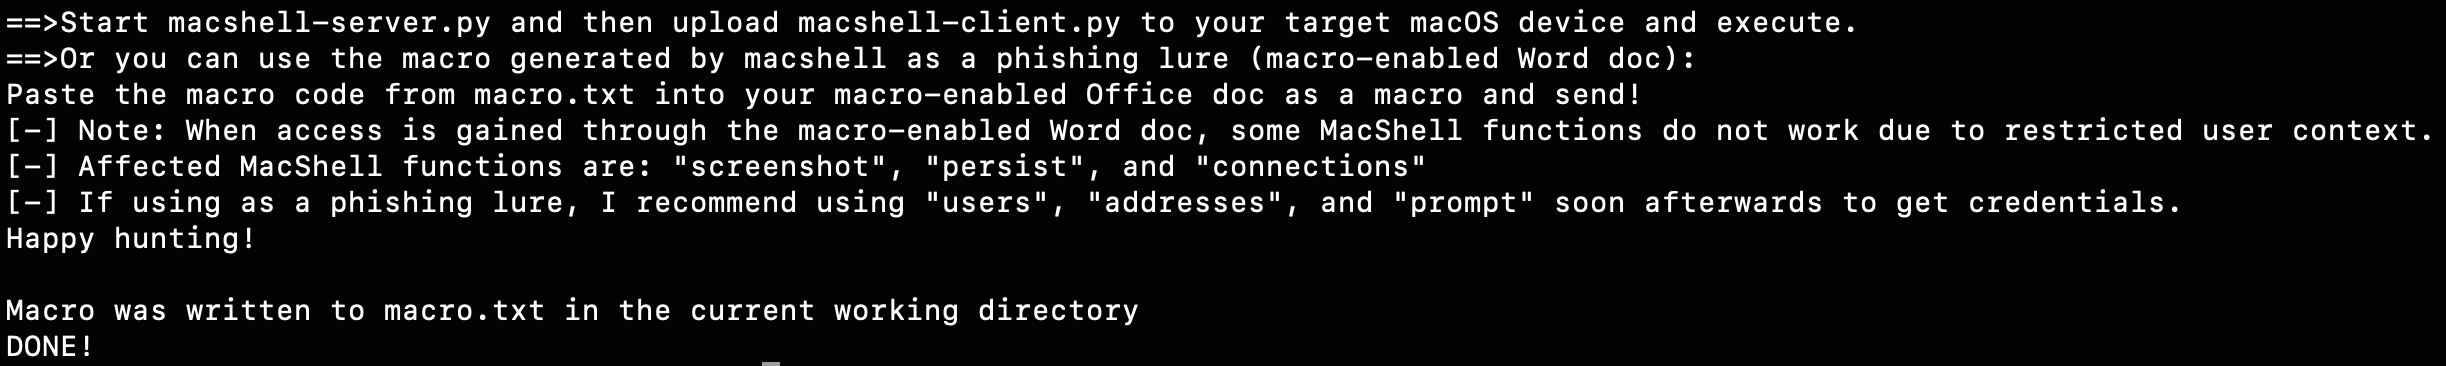 ==>Start macshell-server.py and then upload macshell-client.py to your target macOS device and execute.
==>Or you can use the macro generated by macshell as a phishing lure (macro-enabled Word doc):
Paste the macro code from macro.txt into your macro-enabled Office doc as a macro and send!
[-] Note: When access is gained through the macro-enabled Word doc, some MacShell functions do not work due to restricted user context.
[-] Affected MacShell functions are: "screenshot", "persist", and "connections"
[-] If using as a phishing lure, I recommend using "users", "addresses", and "prompt" soon afterwards to get credentials.
Happy hunting!
Macro was written to macro.txt in the current working directory
DONE!